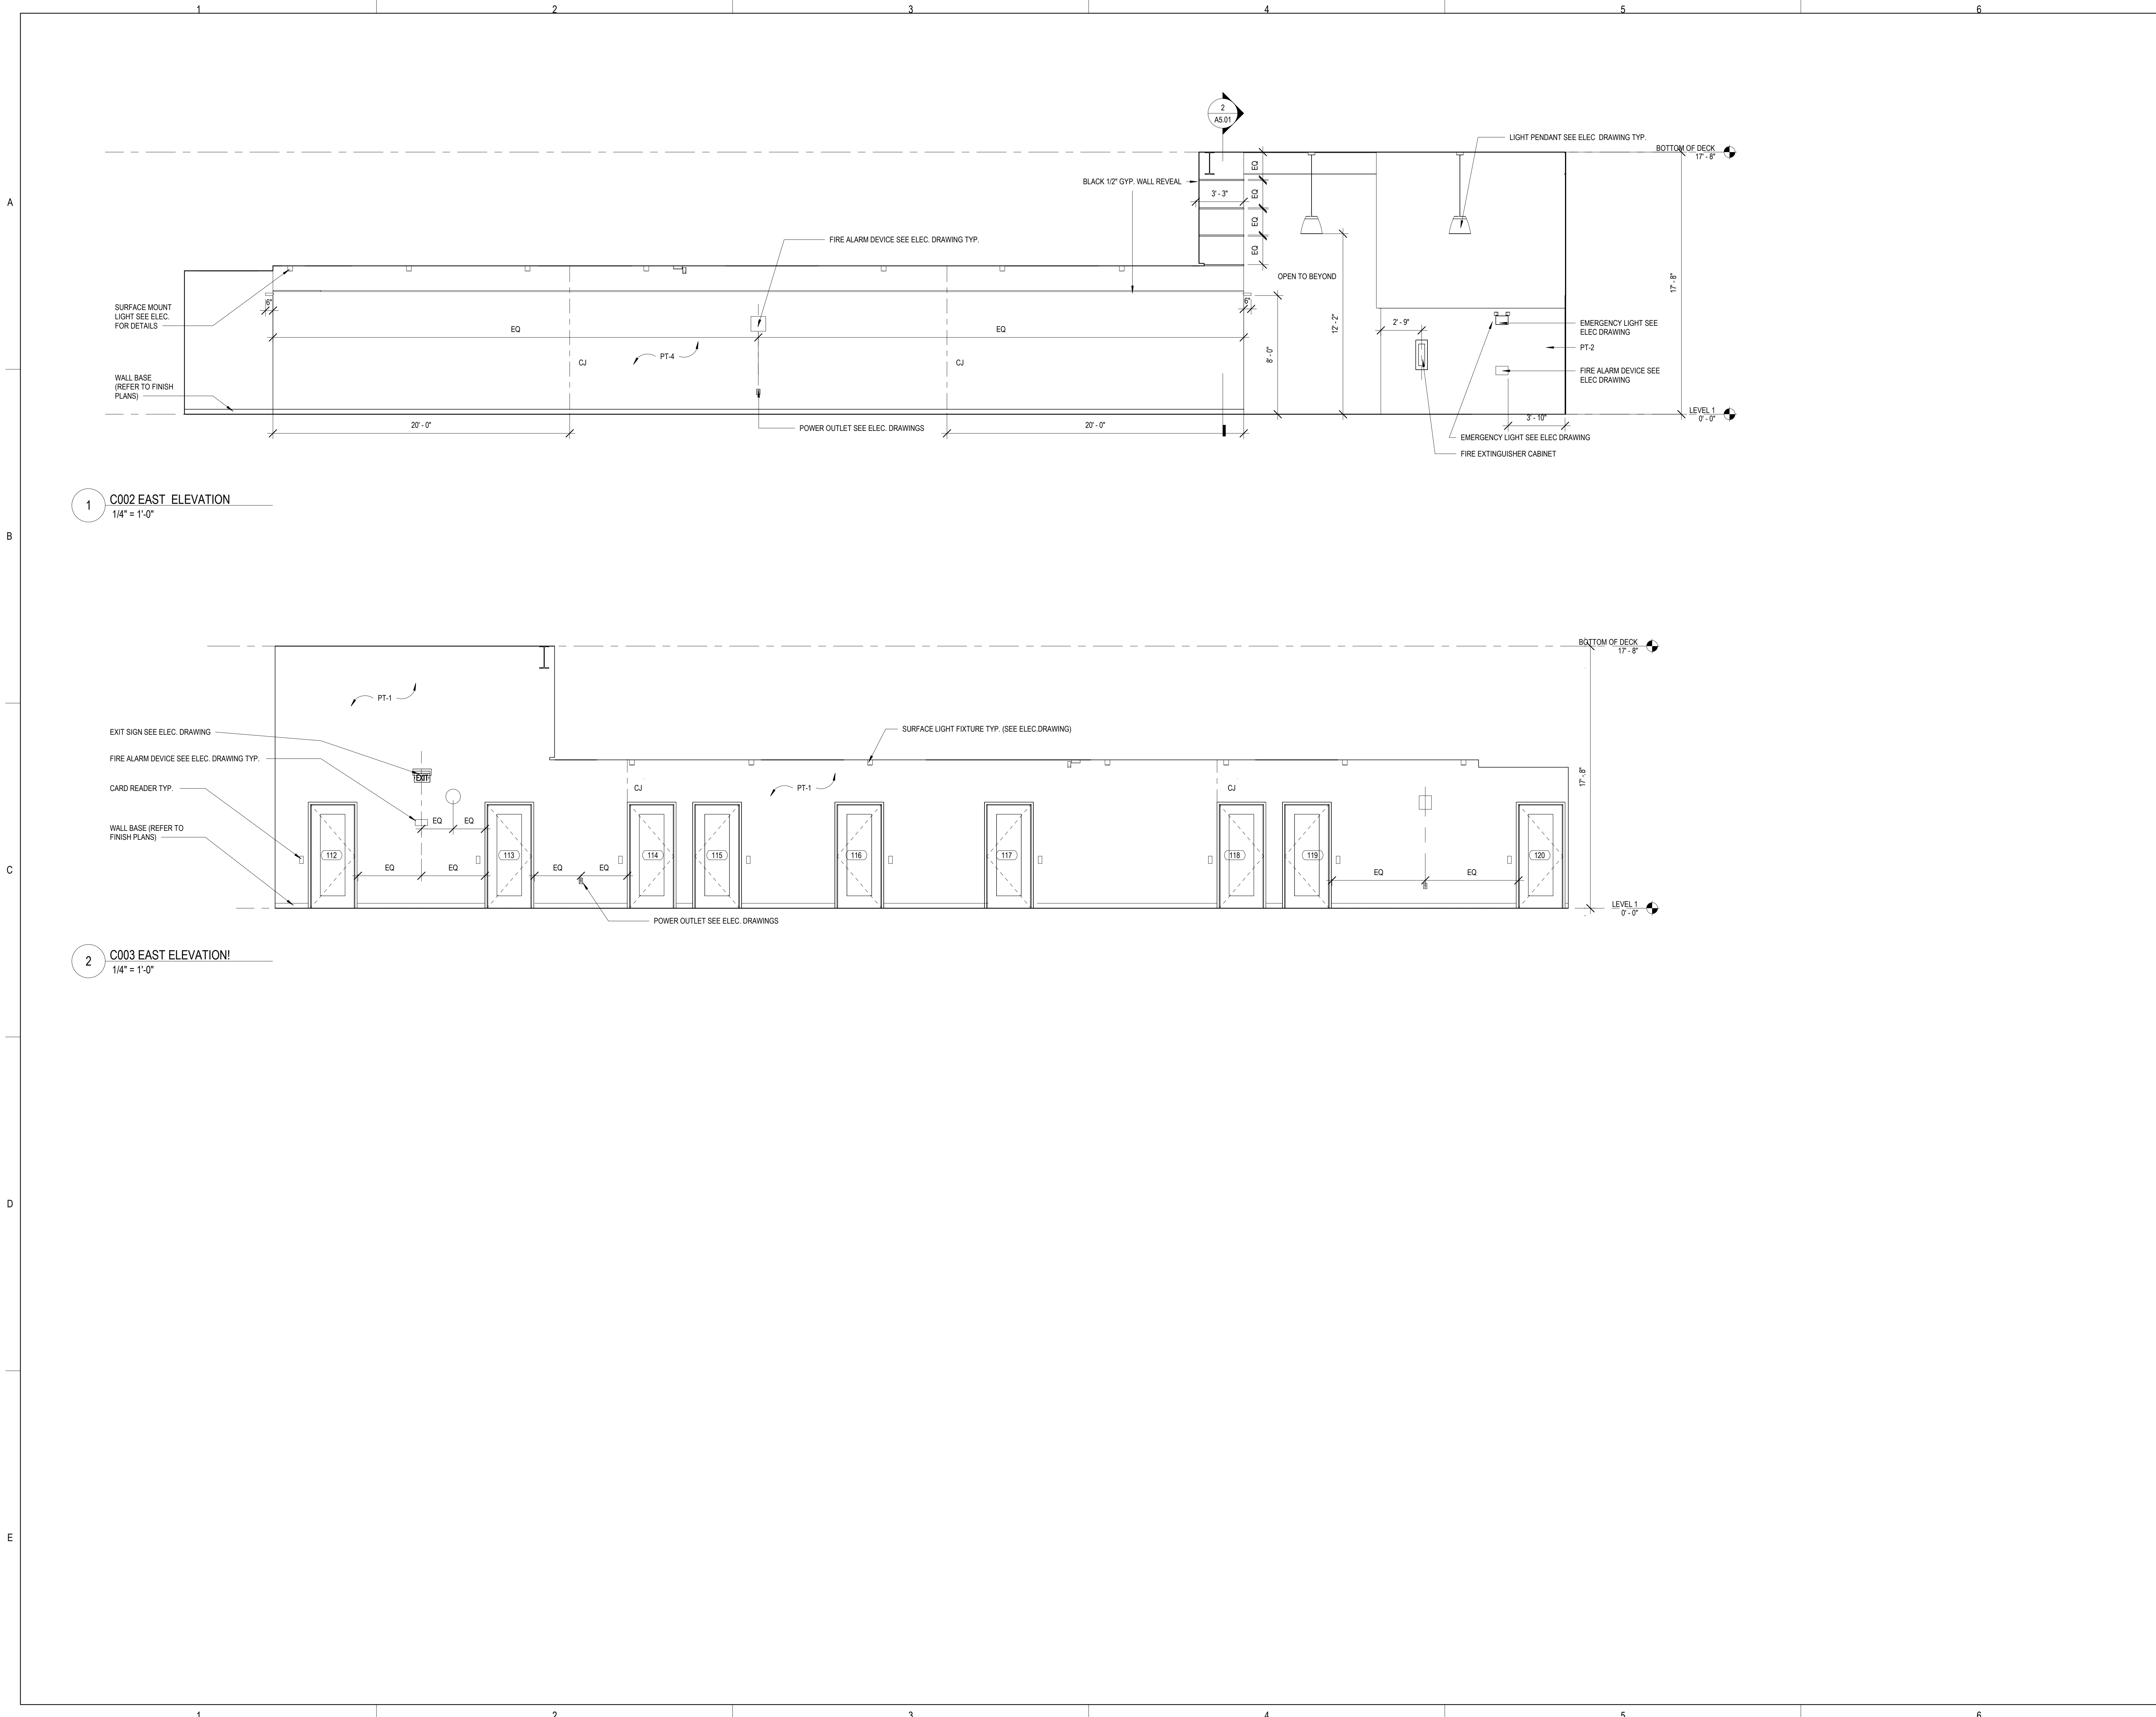 1 2 3 4 5 6
A
B
C
D
E
2
A5.01
LIGHT PENDANT SEE ELEC DRAWING TYP.
BOTTOM OF DECK
17' - 8"
BLACK 1/2" GYP. WALL REVEAL
3' - 3"
EQ
EQ
EQ
EQ
FIRE ALARM DEVICE SEE ELEC. DRAWING TYP.
OPEN TO BEYOND
17' - 8"
SURFACE MOUNT
LIGHT SEE ELEC.
FOR DETAILS
EQ
EQ
12' - 2"
8' - 0"
2' - 9"
EMERGENCY LIGHT SEE
ELEC DRAWING
PT-2
PT-4
CJ
CJ
FIRE ALARM DEVICE SEE
ELEC DRAWING
WALL BASE
(REFER TO FINISH
PLANS)
LEVEL 1
0' - 0"
20' - 0"
POWER OUTLET SEE ELEC. DRAWINGS
20' - 0"
3' - 10"
EMERGENCY LIGHT SEE ELEC DRAWING
FIRE EXTINGUISHER CABINET
1
C002 EAST ELEVATION
1/4" = 1'-0"
BOTTOM OF DECK
17' - 8"
PT-1
EXIT SIGN SEE ELEC. DRAWING
SURFACE LIGHT FIXTURE TYP. (SEE ELEC.DRAWING)
FIRE ALARM DEVICE SEE ELEC. DRAWING TYP.
EXIT
17' - 8"
CARD READER TYP.
CJ
PT-1
CJ
EQ
EQ
WALL BASE (REFER TO
FINISH PLANS)
112
113
114
115
116
117
118
119
120
EQ
EQ
EQ
EQ
EQ
EQ
POWER OUTLET SEE ELEC. DRAWINGS
LEVEL 1
0' - 0"
2
C003 EAST ELEVATION!
1/4" = 1'-0"
1 2 3 4 5 6